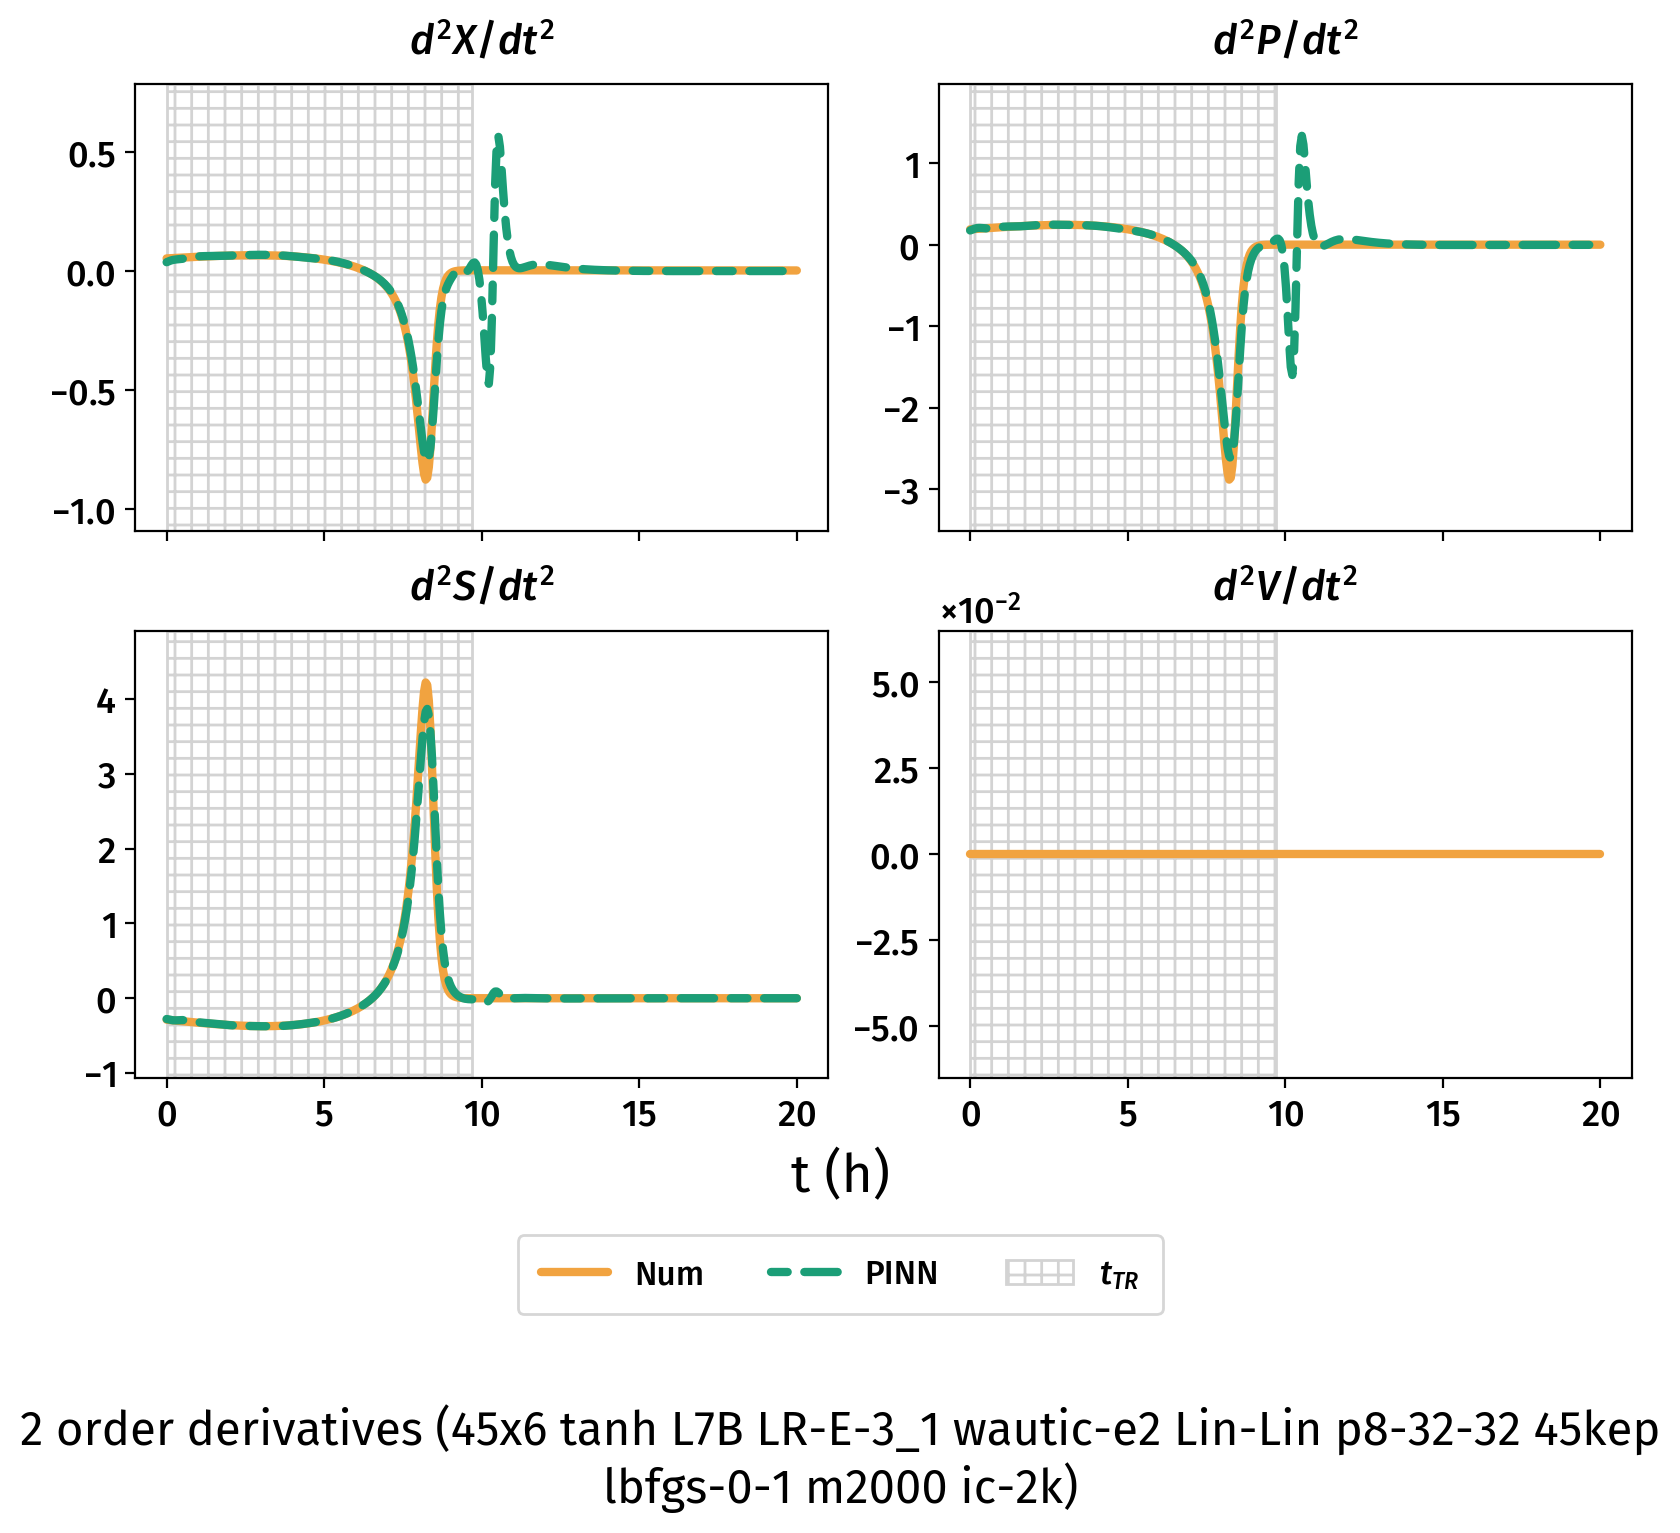 d²X/dt²
d²P/dt²
0.5
0.0
−0.5
−1.0
1
0
−1
−2
−3
d²S/dt²
d²V/dt²
×10⁻²
4
3
2
1
0
−1
5.0
2.5
0.0
−2.5
−5.0
0 5 10 15 20
0 5 10 15 20
t (h)
Num PINN t_TR
2 order derivatives (45x6 tanh L7B LR-E-3_1 wautic-e2 Lin-Lin p8-32-32 45kep
lbfgs-0-1 m2000 ic-2k)